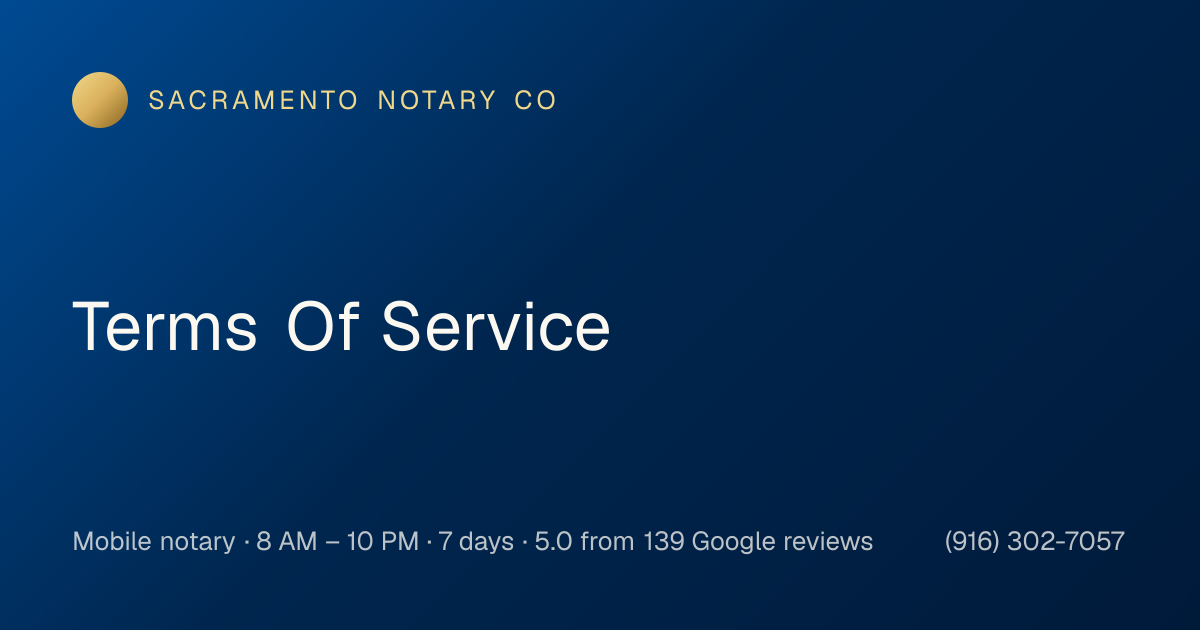 SACRAMENTO NOTARY CO
Terms Of Service
Mobile notary · 8 AM – 10 PM · 7 days · 5.0 from 139 Google reviews (916) 302-7057